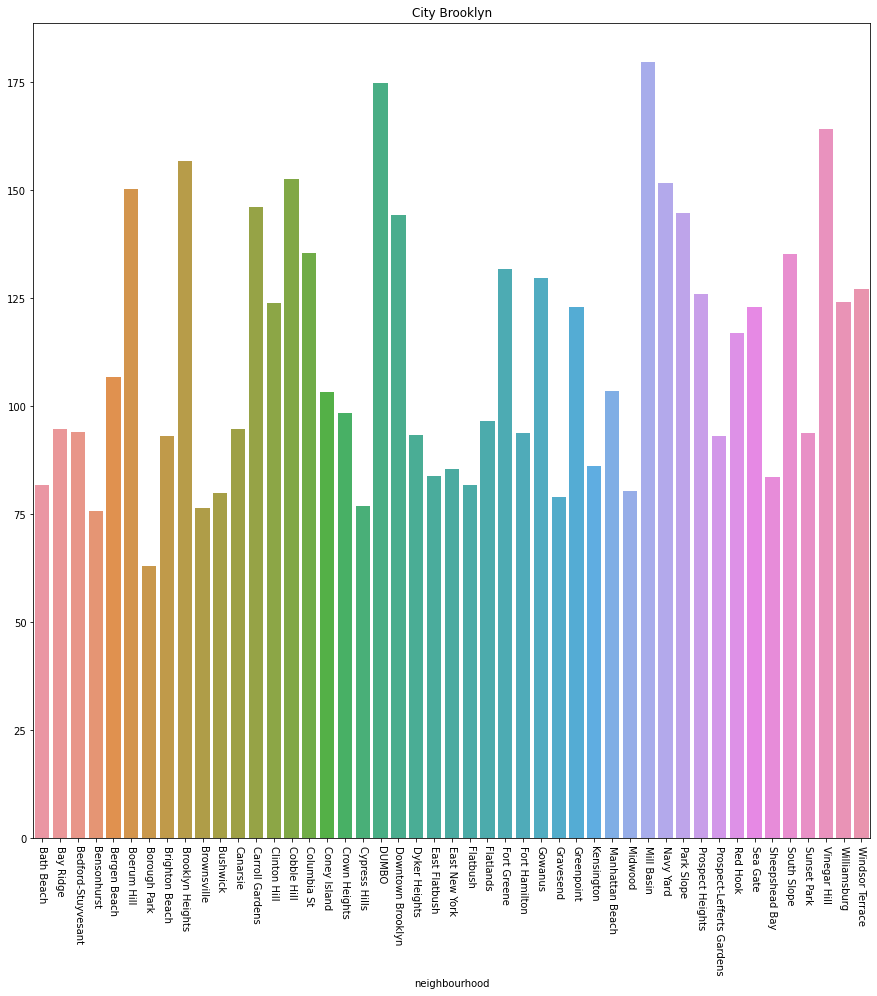 City Brooklyn
175
150
125
100
75
50
25
0
Bath Beach
Bay Ridge
Bedford-Stuyvesant
Bensonhurst
Bergen Beach
Boerum Hill
Borough Park
Brighton Beach
Brooklyn Heights
Brownsville
Bushwick
Canarsie
Carroll Gardens
Clinton Hill
Cobble Hill
Columbia St
Coney Island
Crown Heights
Cypress Hills
DUMBO
Downtown Brooklyn
Dyker Heights
East Flatbush
East New York
Flatbush
Flatlands
Fort Greene
Fort Hamilton
Gowanus
Gravesend
Greenpoint
Kensington
Manhattan Beach
Midwood
Mill Basin
Navy Yard
Park Slope
Prospect Heights
Prospect-Lefferts Gardens
Red Hook
Sea Gate
Sheepshead Bay
South Slope
Sunset Park
Vinegar Hill
Williamsburg
Windsor Terrace
neighbourhood